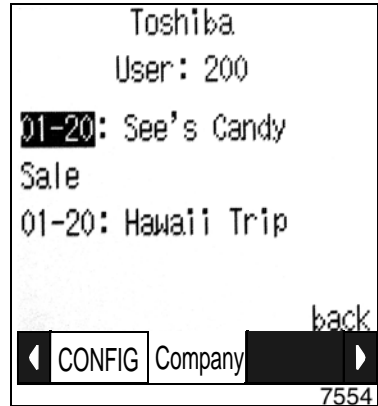 Toshiba
User: 200
01-20: See's Candy
Sale
01-20: Hawaii Trip
back
CONFIG Company
7554